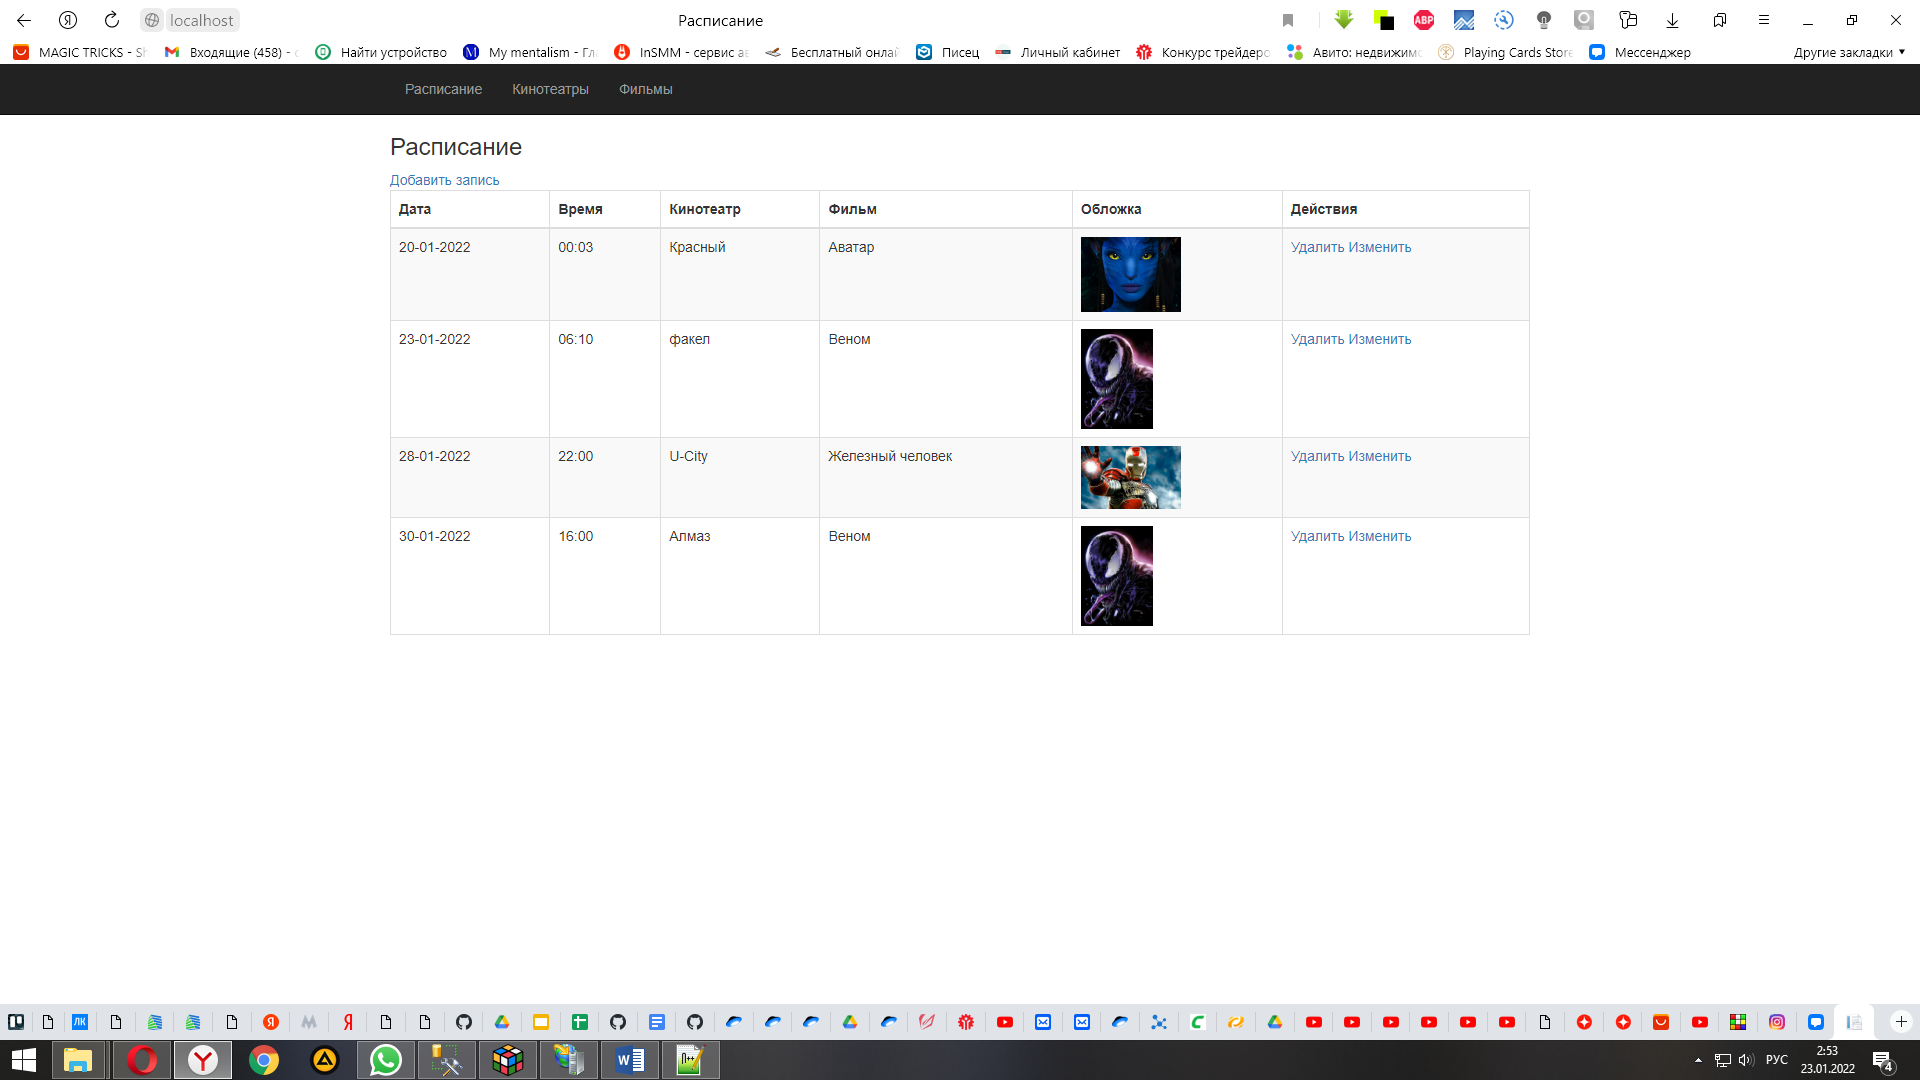 localhost
Расписание
ABP
MAGIC TRICKS - Sh
Входящие (458) - c
Найти устройство
My mentalism - Гла
InSMM - сервис ав
Бесплатный онлай
Писец
Личный кабинет
Конкурс трейдеро
Авито: недвижимо
Playing Cards Store
Мессенджер
Другие закладки
Расписание Кинотеатры Фильмы
Расписание
Добавить запись
Дата Время Кинотеатр Фильм Обложка Действия
20-01-2022 00:03 Красный Аватар Удалить Изменить
23-01-2022 06:10 факел Веном Удалить Изменить
28-01-2022 22:00 U-City Железный человек Удалить Изменить
30-01-2022 16:00 Алмаз Веном Удалить Изменить
РУС
2:53
23.01.2022
4